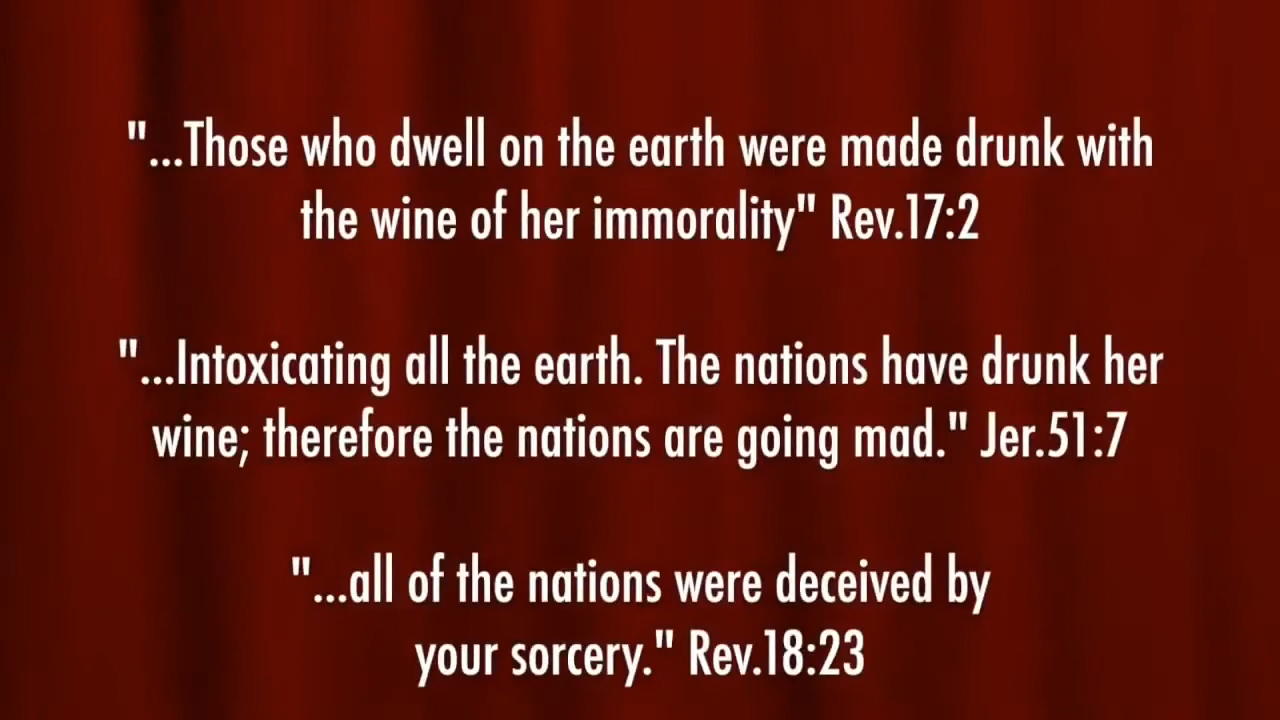 "...Those who dwell on the earth were made drunk with
the wine of her immorality" Rev.17:2
"...Intoxicating all the earth. The nations have drunk her
wine; therefore the nations are going mad." Jer.51:7
"...all of the nations were deceived by
your sorcery." Rev.18:23